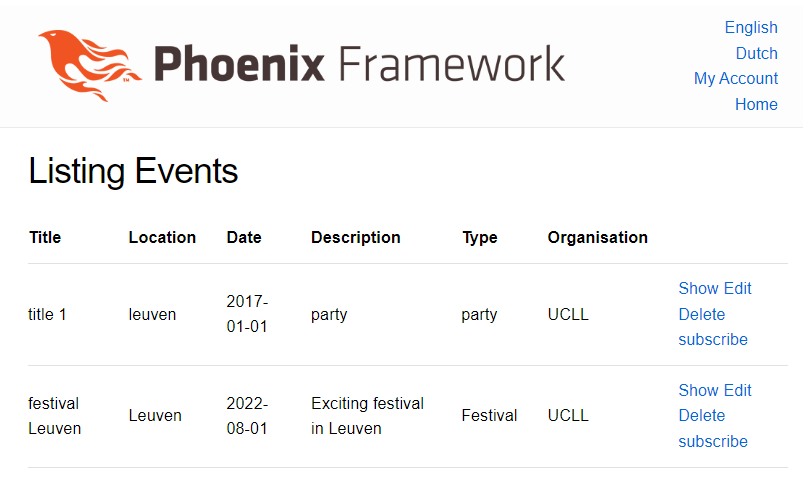 English
Phoenix Framework
TM
Dutch
My Account
Home
Listing Events
Title Location Date Description Type Organisation
title 1 leuven 2017-01-01 party party UCLL Show Edit
Delete
subscribe
festival Leuven Leuven 2022-08-01 Exciting festival in Leuven Festival UCLL Show Edit
Delete
subscribe